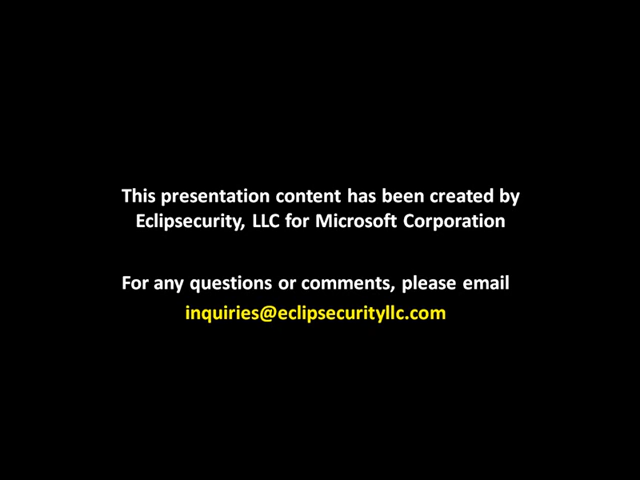 This presentation content has been created by
Eclipsecurity, LLC for Microsoft Corporation
For any questions or comments, please email
inquiries@eclipsecurityllc.com